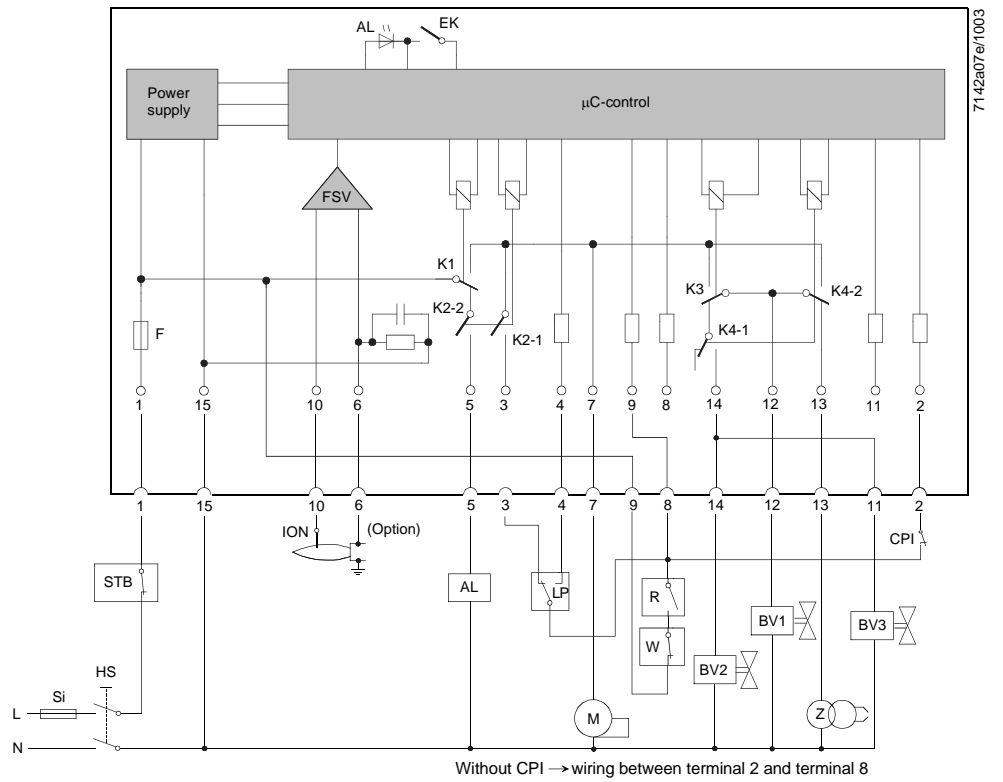 7142a07e/1003
AL EK
Power
supply
µC-control
FSV
K1
K2-2
K2-1
K3
K4-2
K4-1
F
1 15 10 6 5 3 4 7 9 8 14 12 13 11 2
1 15 10 6 5 3 4 7 9 8 14 12 13 11 2
ION
(Option)
CPI
STB
AL
LP
R
W
BV1
BV3
BV2
HS
Si
L
M
Z
N
Without CPI → wiring between terminal 2 and terminal 8